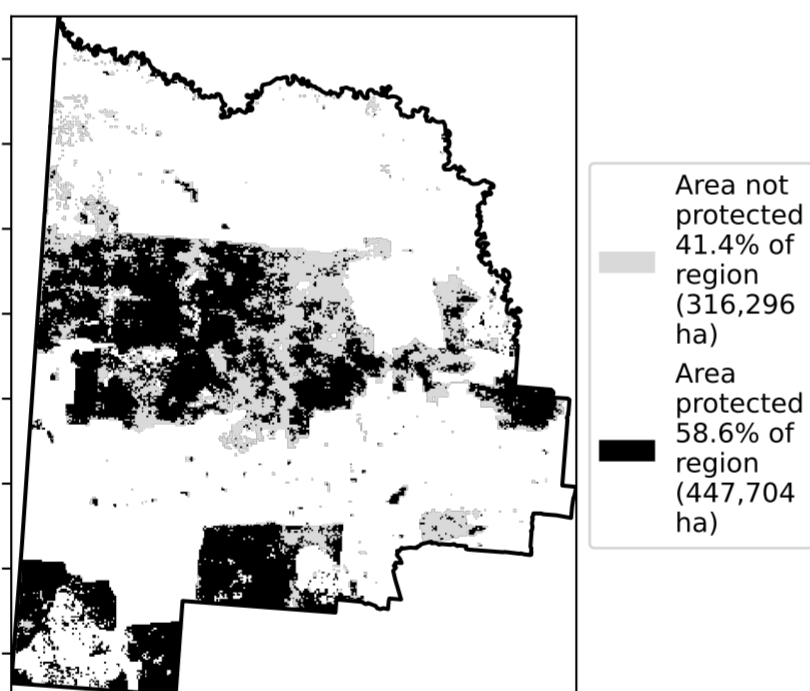 Area not
protected
41.4% of
region
(316,296
ha)
Area
protected
58.6% of
region
(447,704
ha)